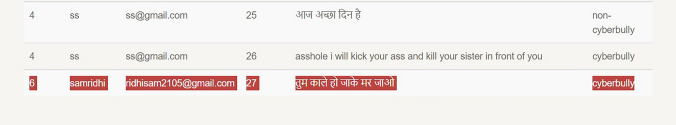 4 ss ss@gmail.com 25 आज अच्छा दिन है non-
cyberbully
4 ss ss@gmail.com 26 asshole i will kick your ass and kill your sister in front of you cyberbully
6 samridhi ridhisam2105@gmail.com 27 तुम काले हो जाके मर जाओ cyberbully